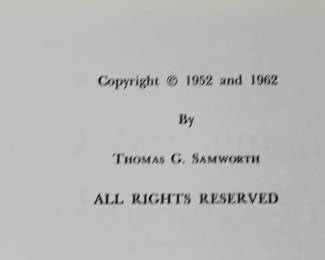 Copyright © 1952 and 1962
By
Thomas G. Samworth
ALL RIGHTS RESERVED